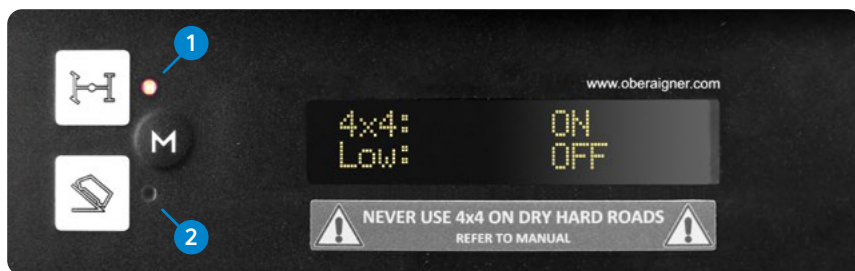 1
www.oberaigner.com
4x4: ON
M
Low: OFF
2
NEVER USE 4x4 ON DRY HARD ROADS
REFER TO MANUAL